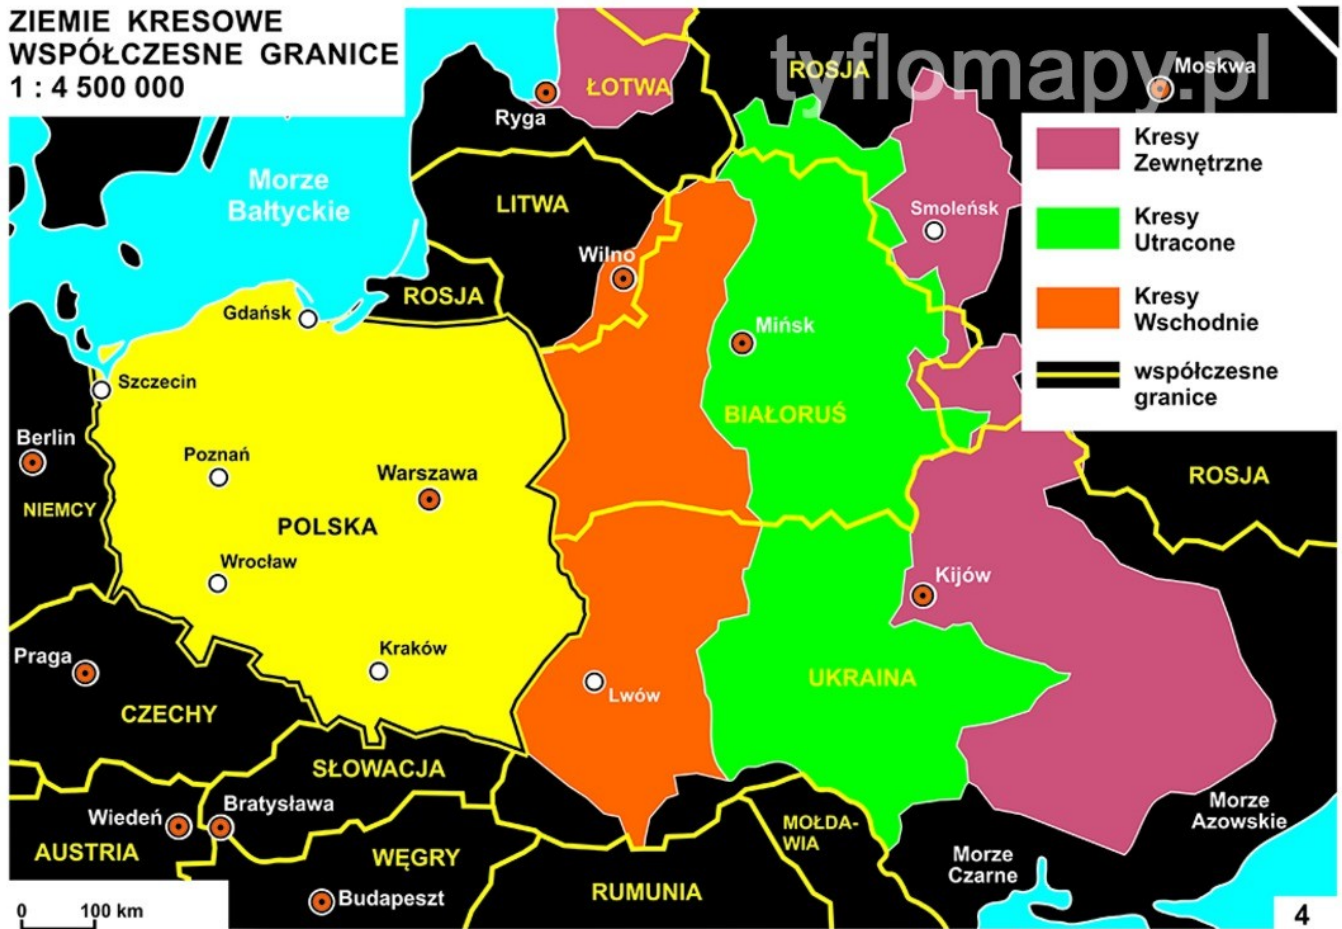 ZIEMIE KRESOWE
WSPÓŁCZESNE GRANICE
1 : 4 500 000
tyflomapy.pl
ROSJA
Moskwa
ŁOTWA
Ryga
Kresy
Zewnętrzne
Kresy
Utracone
Kresy
Wschodnie
współczesne
granice
Morze
Bałtyckie
LITWA
Smoleńsk
Wilno
ROSJA
Gdańsk
Mińsk
Szczecin
BIAŁORUŚ
Berlin
Poznań
Warszawa
ROSJA
NIEMCY
POLSKA
Wrocław
Kijów
Kraków
Praga
UKRAINA
Lwów
CZECHY
SŁOWACJA
Bratysława
Wiedeń
Morze
Azowskie
MOŁDA-
WIA
AUSTRIA
WĘGRY
Morze
Czarne
RUMUNIA
Budapeszt
0 100 km
4